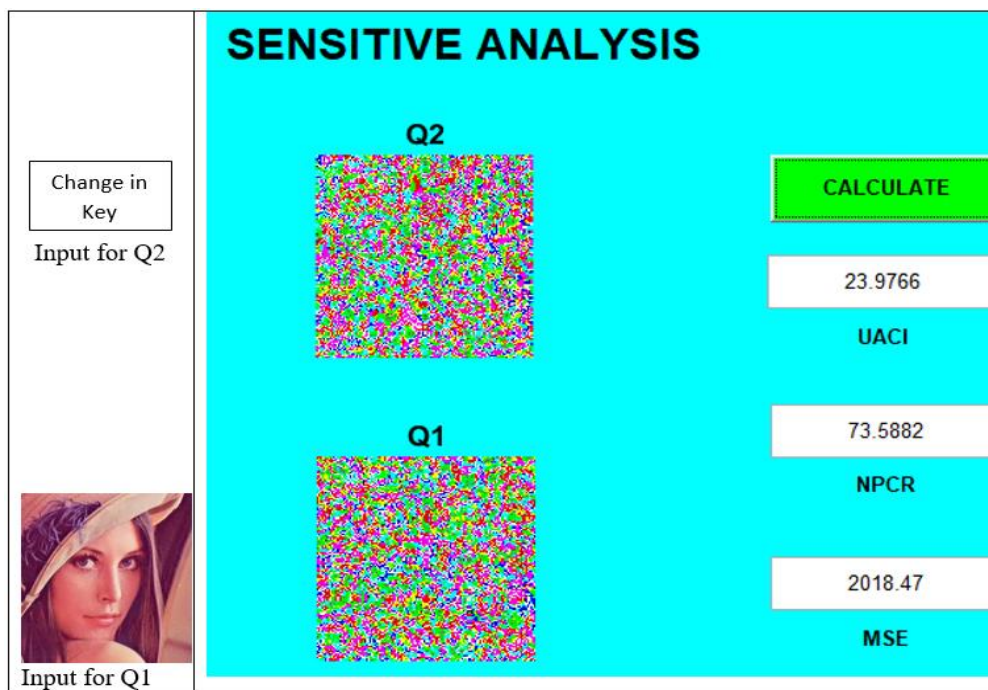 SENSITIVE ANALYSIS
Change in
Key
Input for Q2
Q2
CALCULATE
23.9766
UACI
Q1
73.5882
NPCR
2018.47
MSE
Input for Q1